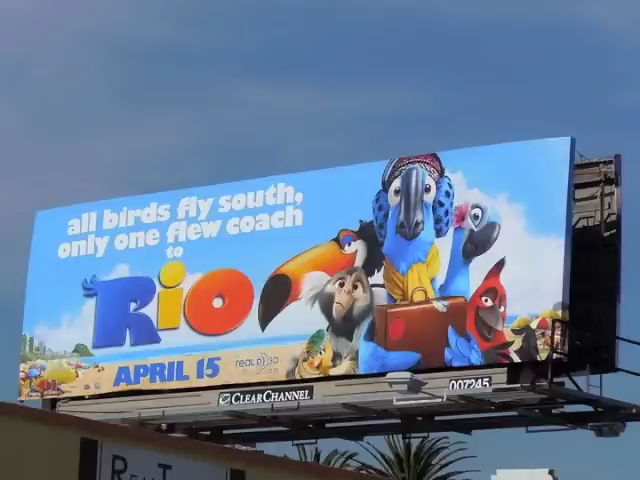 all birds fly south,
only one flew coach
to
Rio
APRIL 15
REAL D 3D
CLEARCHANNEL
007245